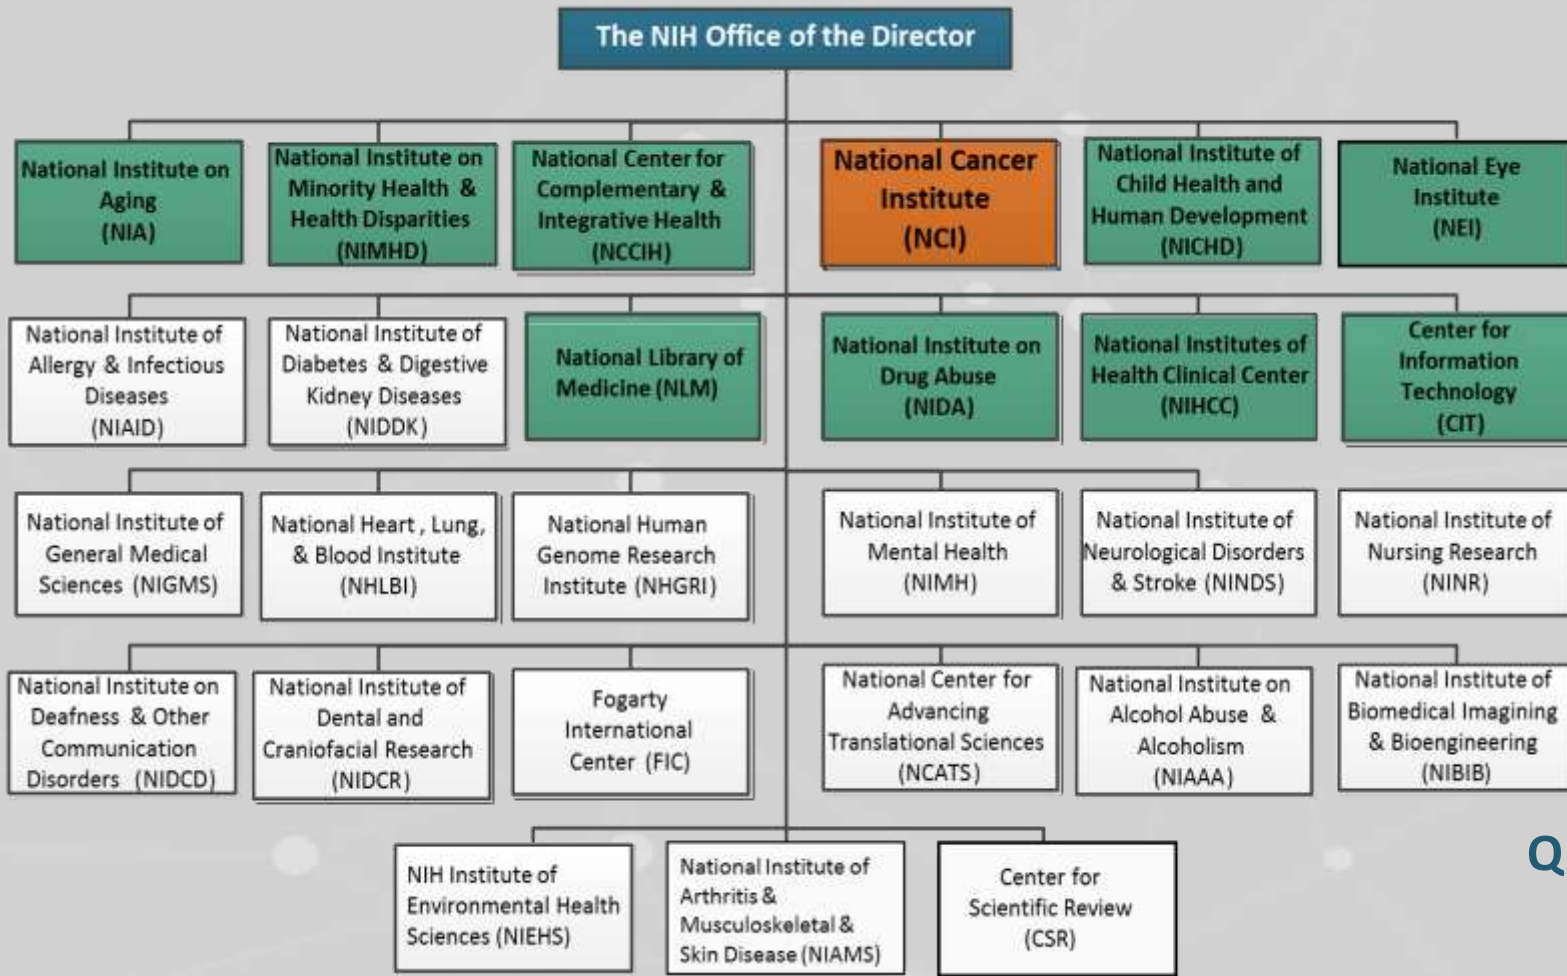 The NIH Office of the Director
National Institute on
Aging
(NIA)
National Institute on
Minority Health &
Health Disparities
(NIMHD)
National Center for
Complementary &
Integrative Health
(NCCIH)
National Cancer
Institute
(NCI)
National Institute of
Child Health and
Human Development
(NICHD)
National Eye
Institute
(NEI)
National Institute of
Allergy & Infectious
Diseases
(NIAID)
National Institute of
Diabetes & Digestive
Kidney Diseases
(NIDDK)
National Library of
Medicine (NLM)
National Institute on
Drug Abuse
(NIDA)
National Institutes of
Health Clinical Center
(NIHCC)
Center for
Information
Technology
(CIT)
National Institute of
General Medical
Sciences (NIGMS)
National Heart , Lung,
& Blood Institute
(NHLBI)
National Human
Genome Research
Institute (NHGRI)
National Institute of
Mental Health
(NIMH)
National Institute of
Neurological Disorders
& Stroke (NINDS)
National Institute of
Nursing Research
(NINR)
National Institute on
Deafness & Other
Communication
Disorders (NIDCD)
National Institute of
Dental and
Craniofacial Research
(NIDCR)
Fogarty
International
Center (FIC)
National Center for
Advancing
Translational Sciences
(NCATS)
National Institute on
Alcohol Abuse &
Alcoholism
(NIAAA)
National Institute of
Biomedical Imagining
& Bioengineering
(NIBIB)
NIH Institute of
Environmental Health
Sciences (NIEHS)
National Institute of
Arthritis &
Musculoskeletal &
Skin Disease (NIAMS)
Center for
Scientific Review
(CSR)
Q